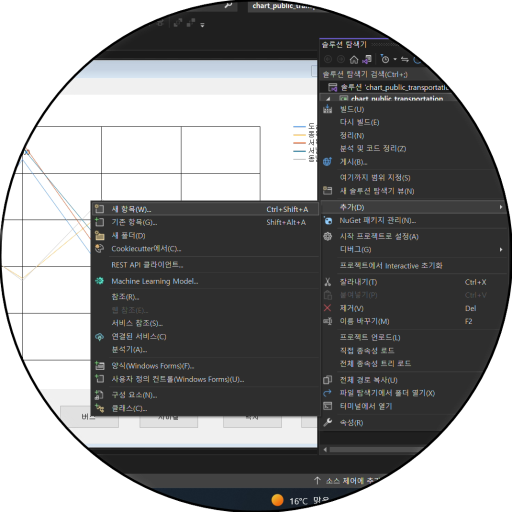 chart_public_trans
솔루션 탐색기
솔루션 탐색기 검색(Ctrl+;)
솔루션 'chart_public_transportatio
chart_public_transportation
빌드(U)
다시 빌드(E)
정리(N)
분석 및 코드 정리(Z)
게시(B)...
여기까지 범위 지정(S)
새 솔루션 탐색기 뷰(N)
추가(D)
NuGet 패키지 관리(N)...
시작 프로젝트로 설정(A)
디버그(G)
프로젝트에서 Interactive 초기화
잘라내기(T) Ctrl+X
붙여넣기(P) Ctrl+V
제거(V) Del
이름 바꾸기(M) F2
프로젝트 언로드(L)
직접 종속성 로드
전체 종속성 트리 로드
전체 경로 복사(U)
파일 탐색기에서 폴더 열기(X)
터미널에서 열기
속성(R)
새 항목(W)... Ctrl+Shift+A
기존 항목(G)... Shift+Alt+A
새 폴더(D)
Cookiecutter에서(C)...
REST API 클라이언트...
Machine Learning Model...
참조(R)...
웹 참조(E)...
서비스 참조(S)...
연결된 서비스(C)
분석기(A)...
양식(Windows Forms)(F)...
사용자 정의 컨트롤(Windows Forms)(U)...
구성 요소(N)...
클래스(C)...
버스
택시
소스 제어에 추가
16°C 맑음